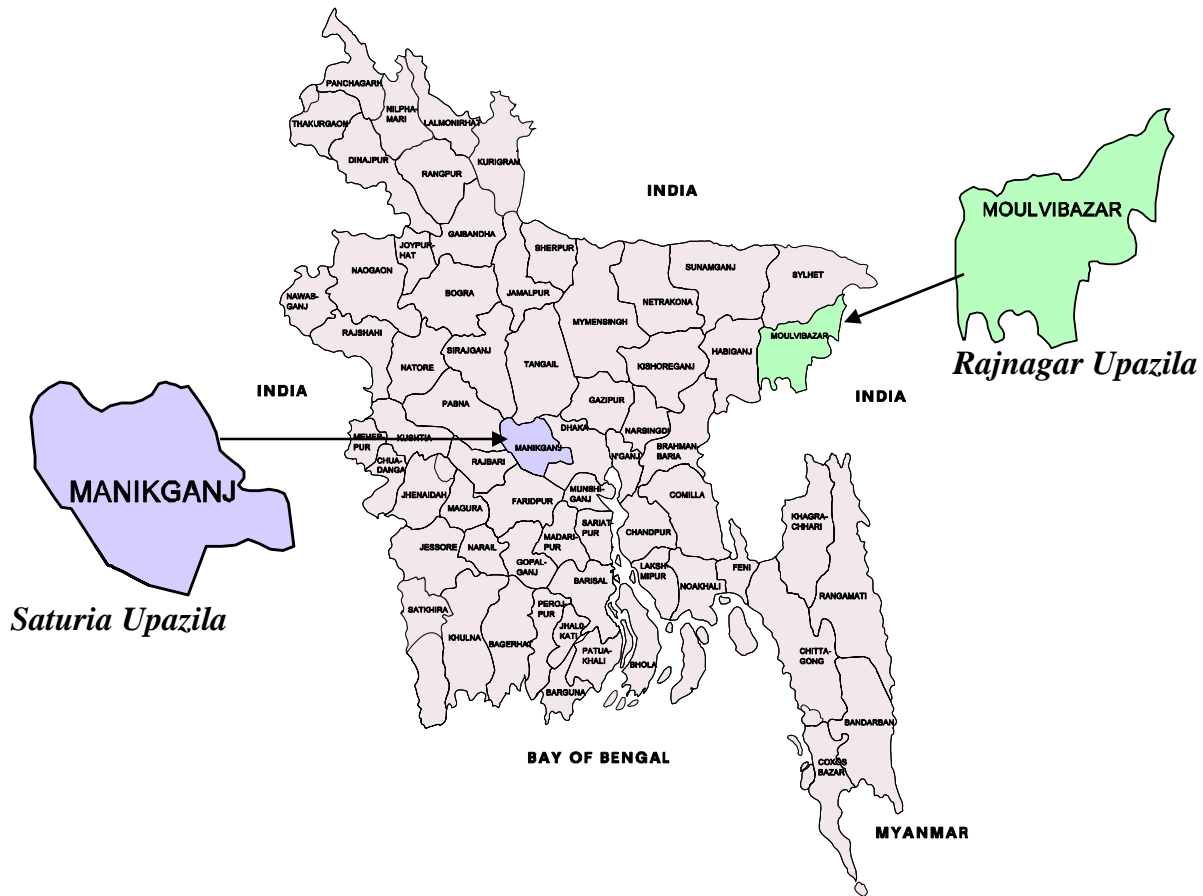 PANCHAGARH
NILPHA-
MARI
LALMONIRHAT
THAKURGAON
DINAJPUR
RANGPUR
KURIGRAM
INDIA
MOULVIBAZAR
GAIBANDHA
JOYPUR-
HAT
SHERPUR
NAOGAON
SUNAMGANJ
SYLHET
NAWAB-
GANJ
BOGRA
JAMALPUR
NETRAKONA
MYMENSINGH
RAJSHAHI
MOULVIBAZAR
SIRAJGANJ
HABIGANJ
NATORE
TANGAIL
KISHOREGANJ
Rajnagar Upazila
INDIA
PABNA
GAZIPUR
INDIA
MEHER-
PUR
KUSHTIA
DHAKA
NARSINGDI
MANIKGANJ
BRAHMAN-
BARIA
CHUA-
DANGA
RAJBARI
N'GANJ
MANIKGANJ
JHENAIDAH
FARIDPUR
MUNSHI-
GANJ
COMILLA
MAGURA
KHAGRA-
CHHARI
SARIAT-
PUR
CHANDPUR
MADARI-
PUR
JESSORE
NARAIL
GOPAL-
GANJ
LAKSH-
MIPUR
FENI
BARISAL
NOAKHALI
RANGAMATI
Saturia Upazila
SATKHIRA
PEROJ-
PUR
KHULNA
BAGERHAT
JHALO
KATI
PATUA-
KHALI
BHOLA
CHITTA-
GONG
BARGUNA
BANDARBAN
BAY OF BENGAL
COXOS
BAZAR
MYANMAR